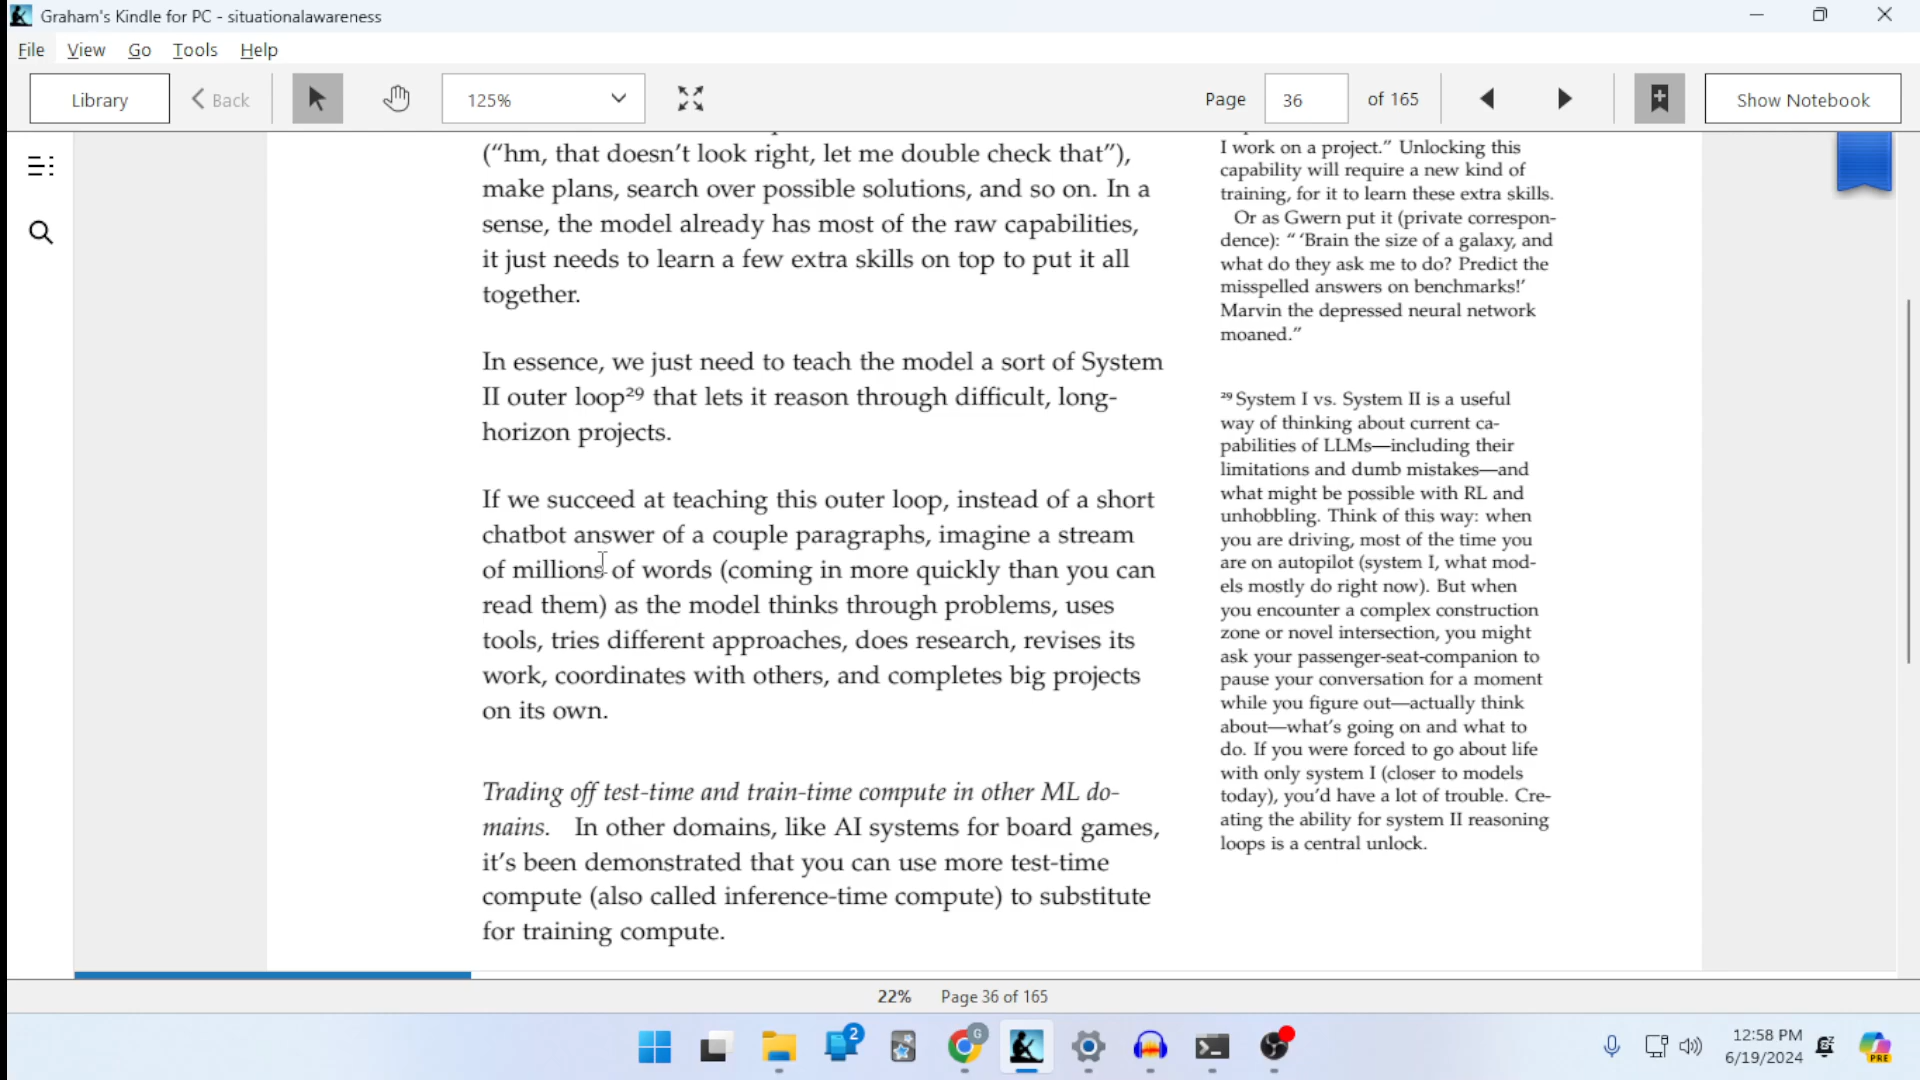 Graham's Kindle for PC - situationalawareness
File View Go Tools Help
Library
Back
125%
Page 36 of 165
Show Notebook
(“hm, that doesn’t look right, let me double check that”),
make plans, search over possible solutions, and so on. In a
sense, the model already has most of the raw capabilities,
it just needs to learn a few extra skills on top to put it all
together.
In essence, we just need to teach the model a sort of System
II outer loop²⁹ that lets it reason through difficult, long-
horizon projects.
If we succeed at teaching this outer loop, instead of a short
chatbot answer of a couple paragraphs, imagine a stream
of millions of words (coming in more quickly than you can
read them) as the model thinks through problems, uses
tools, tries different approaches, does research, revises its
work, coordinates with others, and completes big projects
on its own.
Trading off test-time and train-time compute in other ML do-
mains. In other domains, like AI systems for board games,
it’s been demonstrated that you can use more test-time
compute (also called inference-time compute) to substitute
for training compute.
I work on a project.” Unlocking this
capability will require a new kind of
training, for it to learn these extra skills.
Or as Gwern put it (private correspon-
dence): “ ‘Brain the size of a galaxy, and
what do they ask me to do? Predict the
misspelled answers on benchmarks!’
Marvin the depressed neural network
moaned.”
²⁹ System I vs. System II is a useful
way of thinking about current ca-
pabilities of LLMs—including their
limitations and dumb mistakes—and
what might be possible with RL and
unhobbling. Think of this way: when
you are driving, most of the time you
are on autopilot (system I, what mod-
els mostly do right now). But when
you encounter a complex construction
zone or novel intersection, you might
ask your passenger-seat-companion to
pause your conversation for a moment
while you figure out—actually think
about—what’s going on and what to
do. If you were forced to go about life
with only system I (closer to models
today), you’d have a lot of trouble. Cre-
ating the ability for system II reasoning
loops is a central unlock.
22% Page 36 of 165
2
G
12:58 PM
6/19/2024
PRE